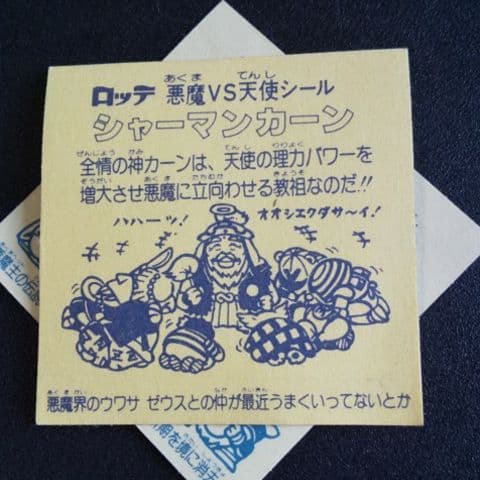 ロッテ 悪魔VS天使シール
シャーマンカーン
全情の神カーンは、天使の理力パワーを
増大させ悪魔に立向わせる教祖なのだ!!
ハハーッ!
オオシエクダサ〜イ!
悪魔界のウワサ ゼウスとの仲が最近うまくいってないとか